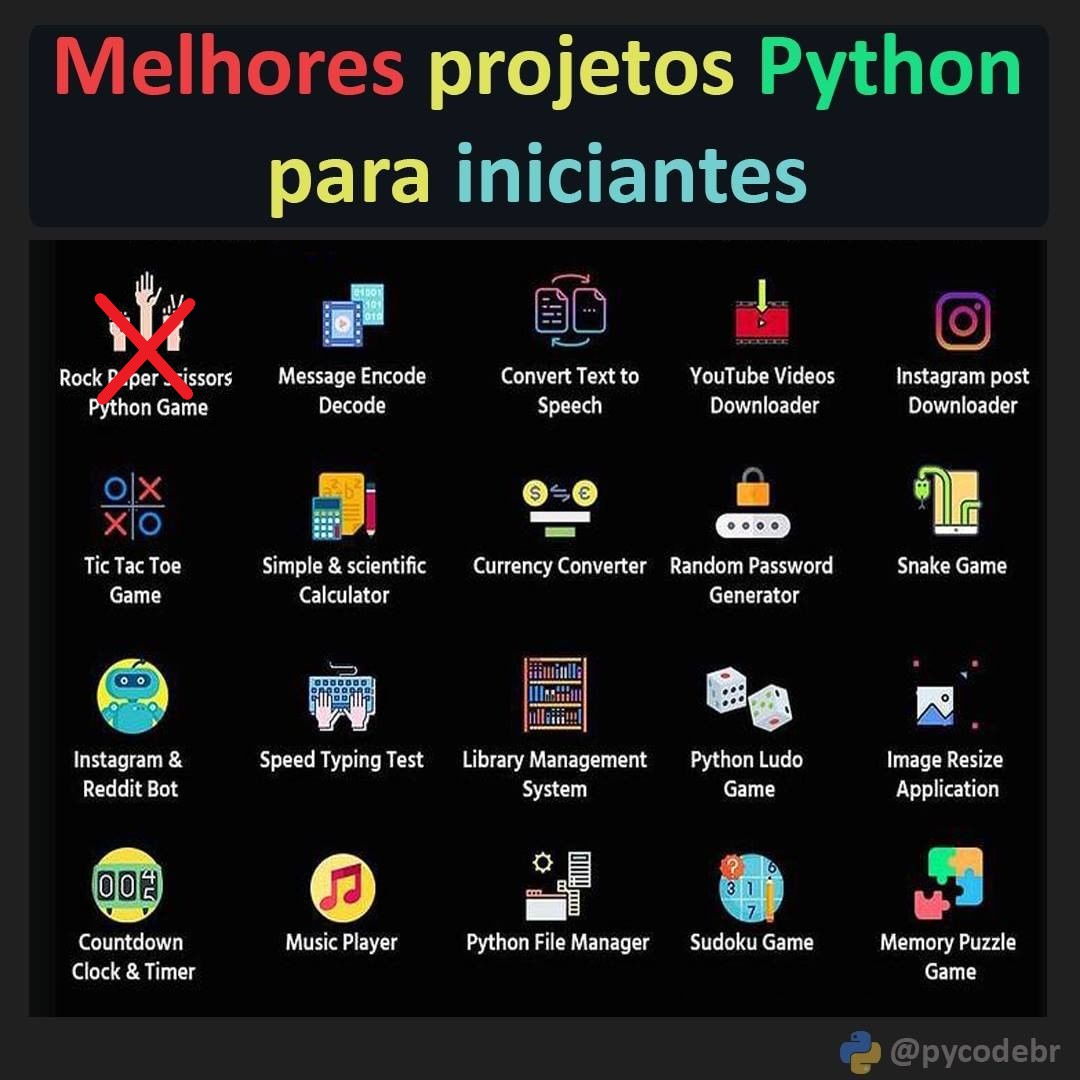 Melhores projetos Python
para iniciantes
Rock Paper Scissors
Python Game
Message Encode
Decode
Convert Text to
Speech
YouTube Videos
Downloader
Instagram post
Downloader
Tic Tac Toe
Game
Simple & scientific
Calculator
Currency Converter
Random Password
Generator
Snake Game
Instagram &
Reddit Bot
Speed Typing Test
Library Management
System
Python Ludo
Game
Image Resize
Application
Countdown
Clock & Timer
Music Player
Python File Manager
Sudoku Game
Memory Puzzle
Game
@pycodebr